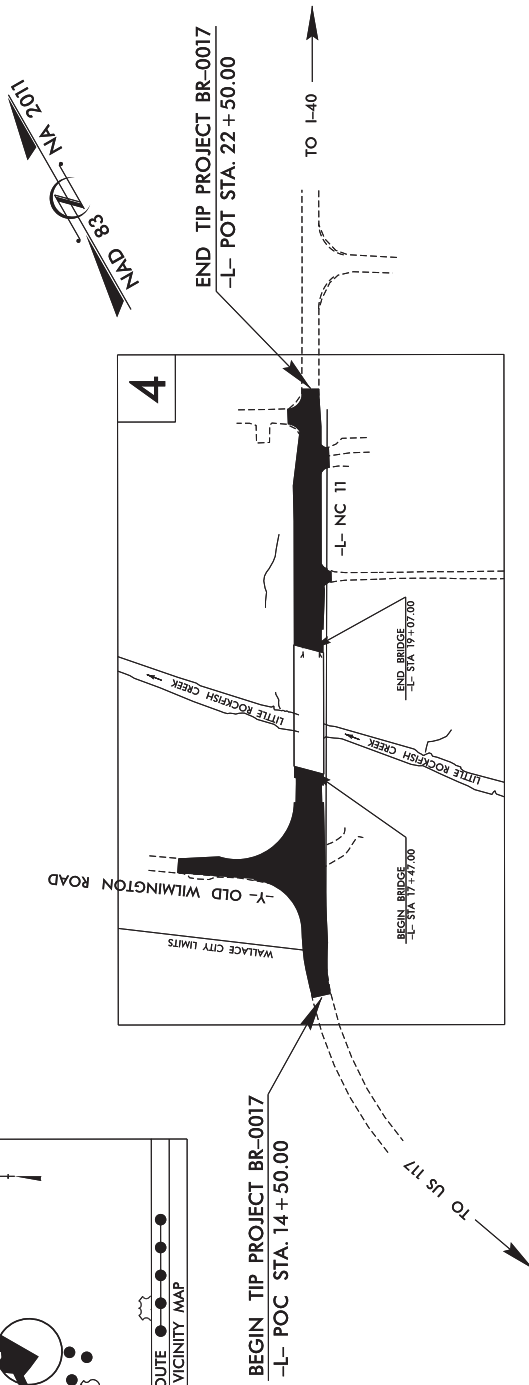 NAD 83
NA 2011
END TIP PROJECT BR–0017
–L– POT STA. 22 + 50.00
TO I–40
4
–L– NC 11
END BRIDGE
–L– STA 19 + 07.00
LITTLE ROCKFISH CREEK
LITTLE ROCKFISH CREEK
BEGIN BRIDGE
–L– STA 17 + 47.00
–Y– OLD WILMINGTON ROAD
WALLACE CITY LIMITS
BEGIN TIP PROJECT BR–0017
–L– POC STA. 14 + 50.00
TO US 117
VICINITY MAP